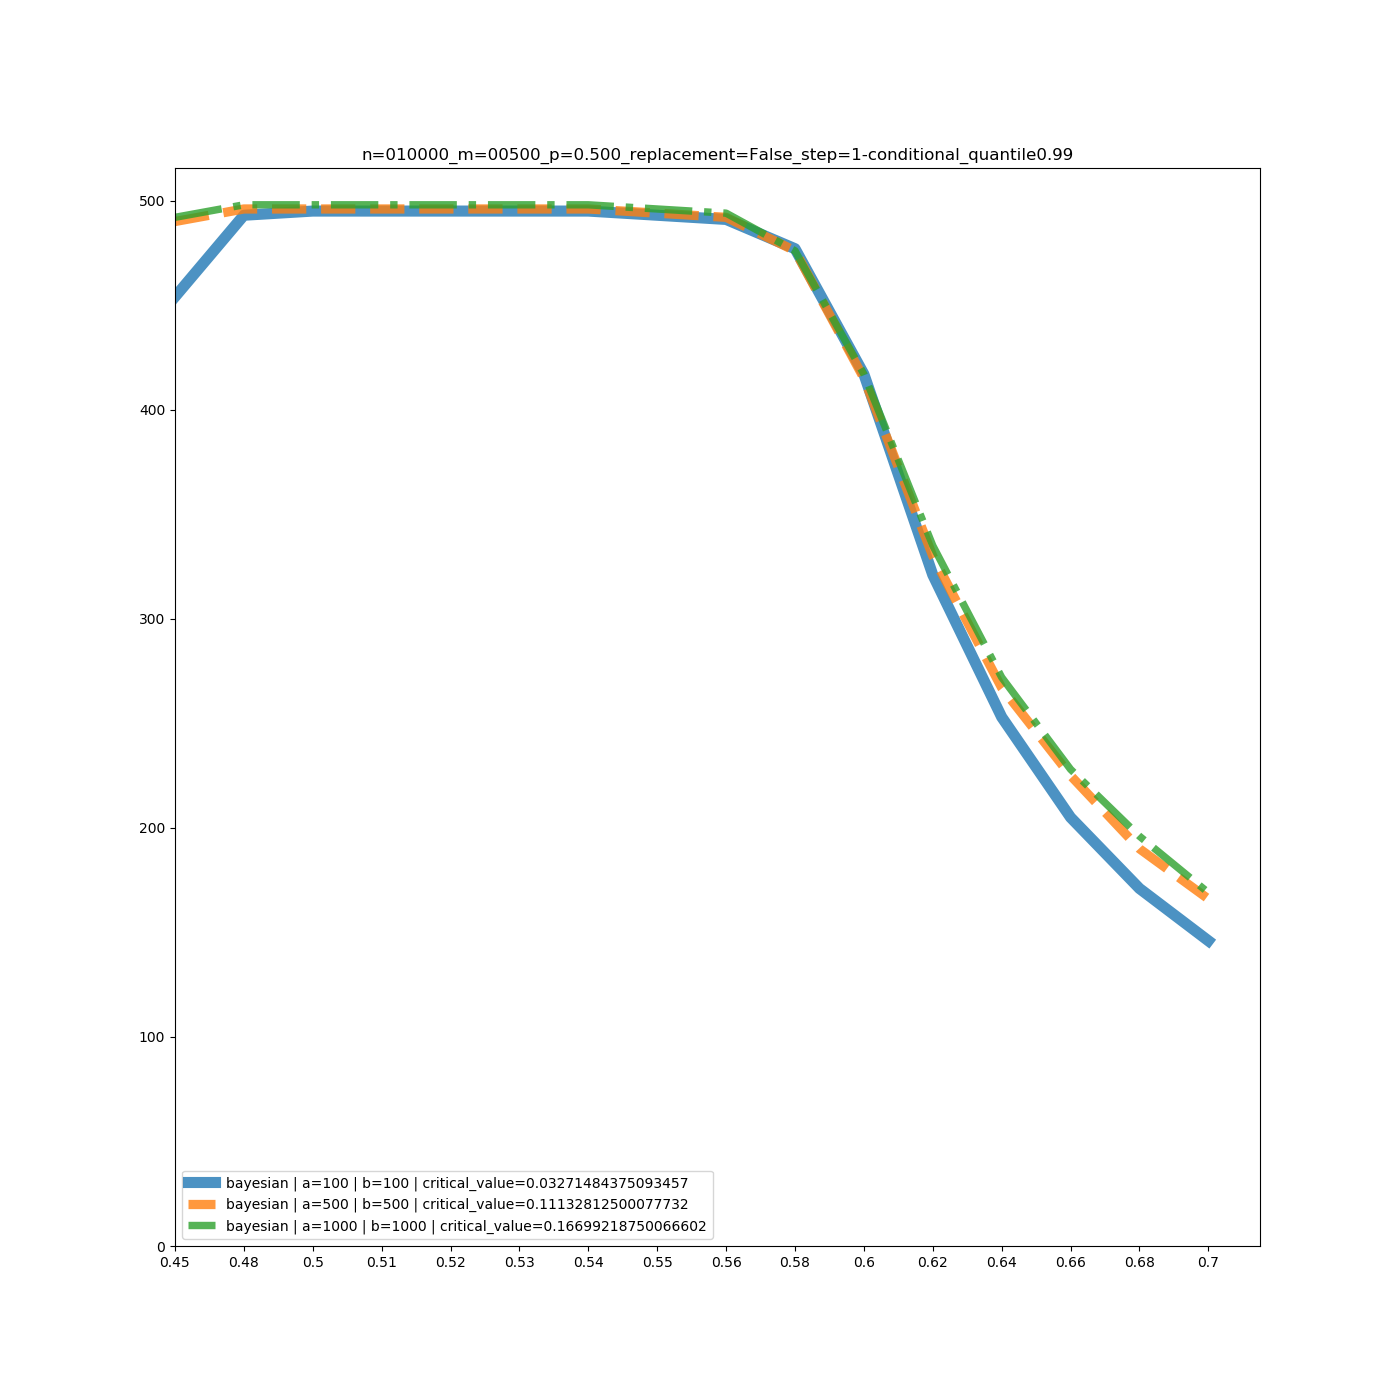 n=010000_m=00500_p=0.500_replacement=False_step=1-conditional_quantile0.99
500
400
300
200
100
0
bayesian | a=100 | b=100 | critical_value=0.03271484375093457
bayesian | a=500 | b=500 | critical_value=0.11132812500077732
bayesian | a=1000 | b=1000 | critical_value=0.16699218750066602
0.45 0.48 0.5 0.51 0.52 0.53 0.54 0.55 0.56 0.58 0.6 0.62 0.64 0.66 0.68 0.7